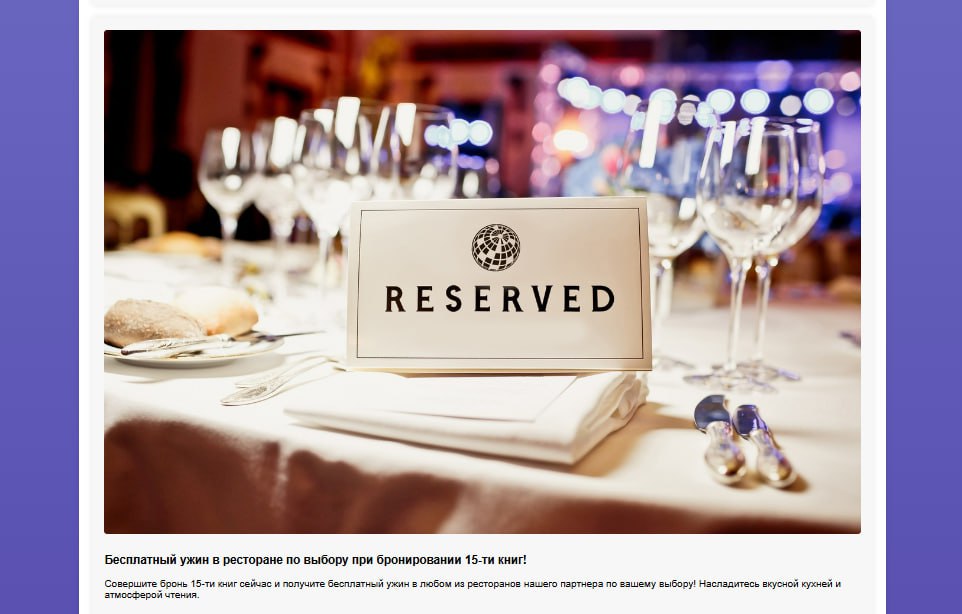 RESERVED
Бесплатный ужин в ресторане по выбору при бронировании 15-ти книг!
Совершите бронь 15-ти книг сейчас и получите бесплатный ужин в любом из ресторанов нашего партнера по вашему выбору! Насладитесь вкусной кухней и
атмосферой чтения.